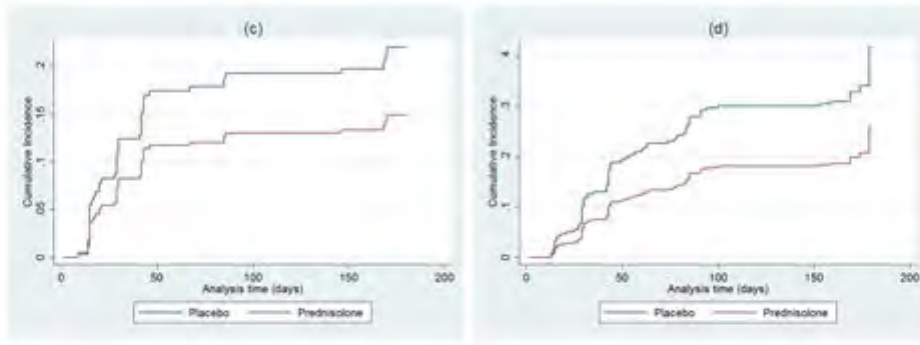 (c)
Cumulative Incidence
.2
.15
.1
.05
0
0 50 100 150 200
Analysis time (days)
Placebo Prednisolone
(d)
Cumulative Incidence
.4
.3
.2
.1
0
0 50 100 150 200
Analysis time (days)
Placebo Prednisolone